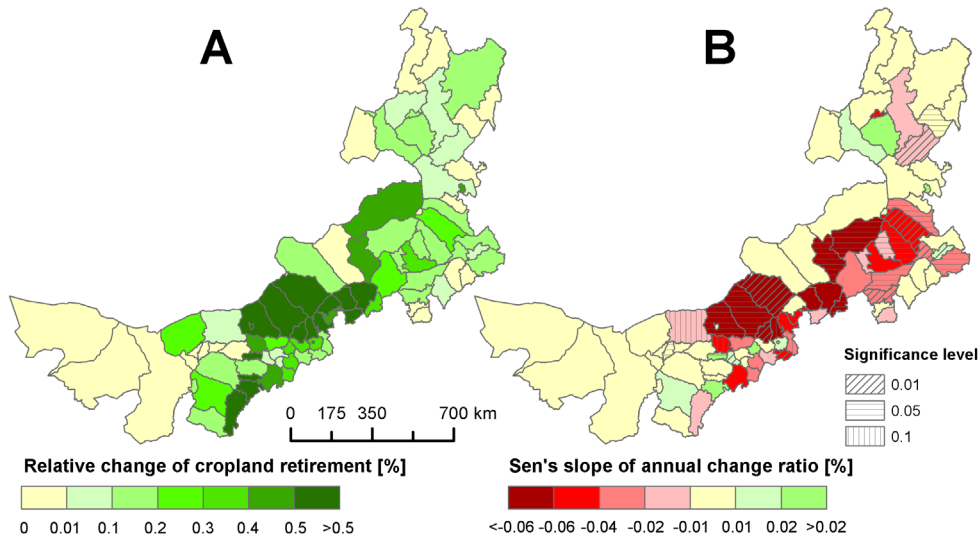 A
B
0 175 350 700 km
Significance level
0.01
0.05
0.1
Relative change of cropland retirement [%]
0 0.01 0.1 0.2 0.3 0.4 0.5 >0.5
Sen's slope of annual change ratio [%]
<-0.06 -0.06 -0.04 -0.02 -0.01 0.01 0.02 >0.02